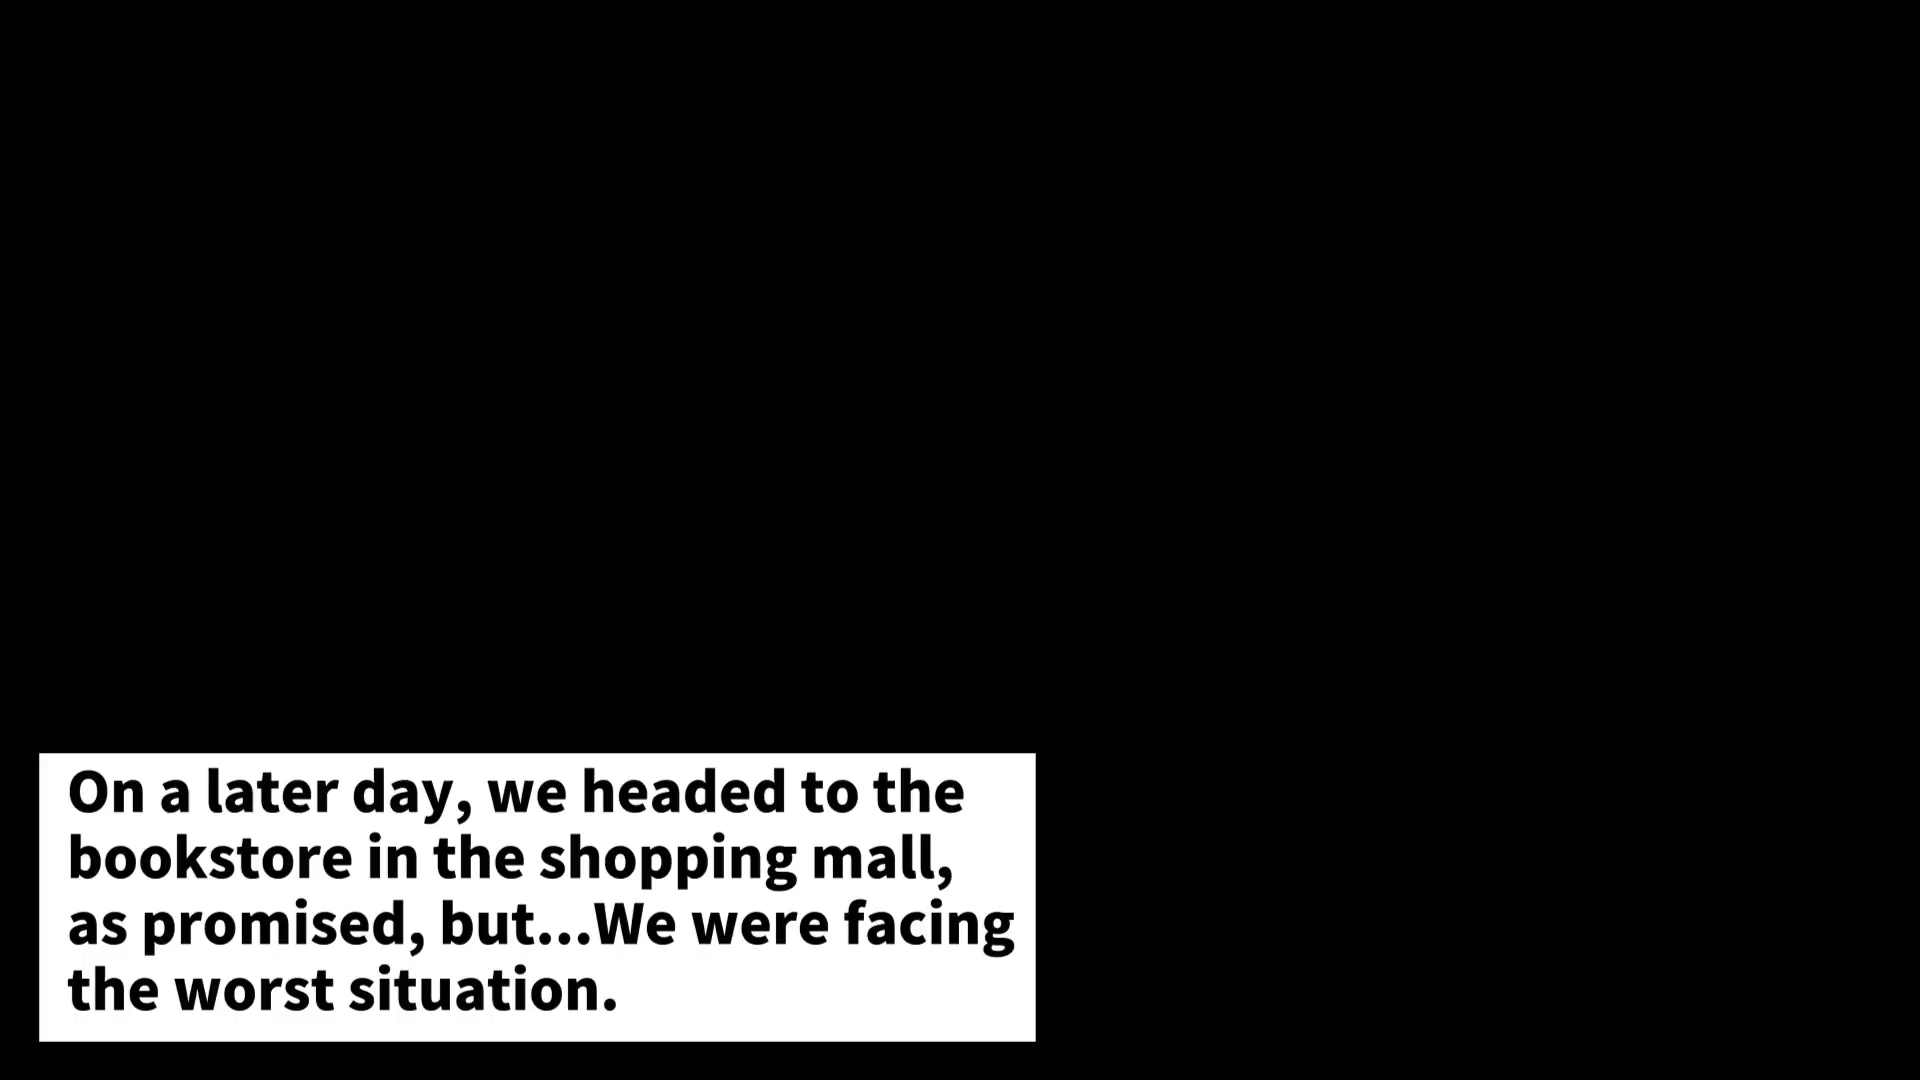 On a later day, we headed to the
bookstore in the shopping mall,
as promised, but...We were facing
the worst situation.